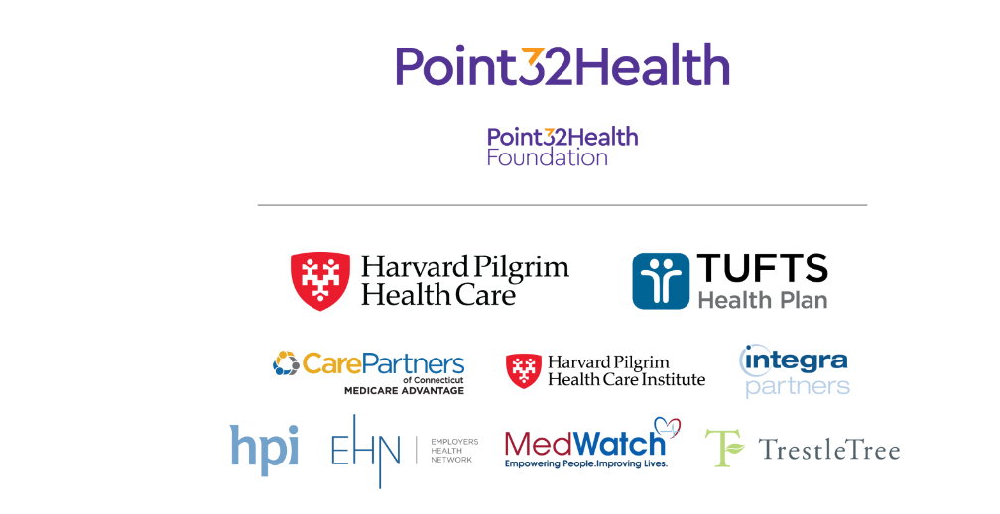 Point32Health
Point32Health
Foundation
Harvard Pilgrim
Health Care
TUFTS
Health Plan
CarePartners
of Connecticut
MEDICARE ADVANTAGE
Harvard Pilgrim
Health Care Institute
integra
partners
hpi
EHN
EMPLOYERS
HEALTH
NETWORK
MedWatch
Empowering People.Improving Lives.
TF
TrestleTree